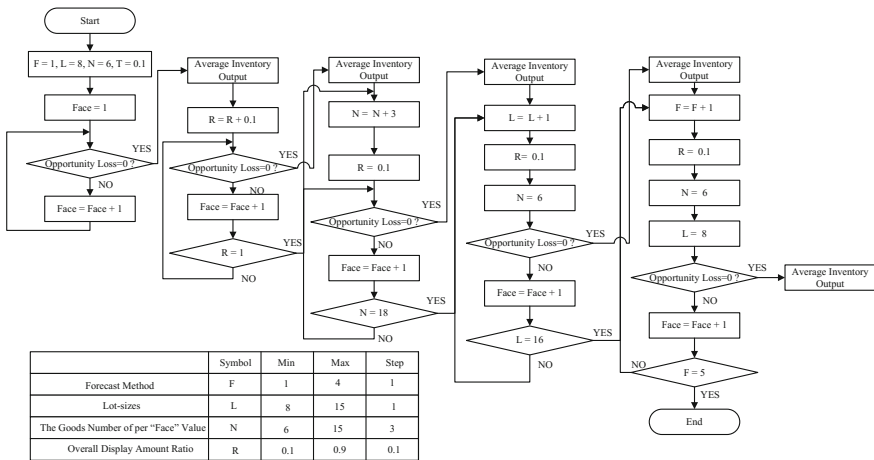 Start
F = 1, L = 8, N = 6, T = 0.1
Face = 1
Opportunity Loss=0 ?
YES
NO
Face = Face + 1
Average Inventory
Output
R = R + 0.1
Opportunity Loss=0 ?
YES
NO
Face = Face + 1
R = 1
YES
NO
Average Inventory
Output
N = N + 3
R = 0.1
Opportunity Loss=0 ?
YES
NO
Face = Face + 1
N = 18
YES
NO
Average Inventory
Output
L = L + 1
R= 0.1
N = 6
Opportunity Loss=0 ?
YES
NO
Face = Face + 1
L = 16
YES
NO
Average Inventory
Output
F = F + 1
R = 0.1
N = 6
L = 8
Opportunity Loss=0 ?
YES
NO
Average Inventory
Output
Face = Face + 1
F = 5
NO
YES
End
Symbol Min Max Step
Forecast Method F 1 4 1
Lot-sizes L 8 15 1
The Goods Number of per “Face” Value N 6 15 3
Overall Display Amount Ratio R 0.1 0.9 0.1